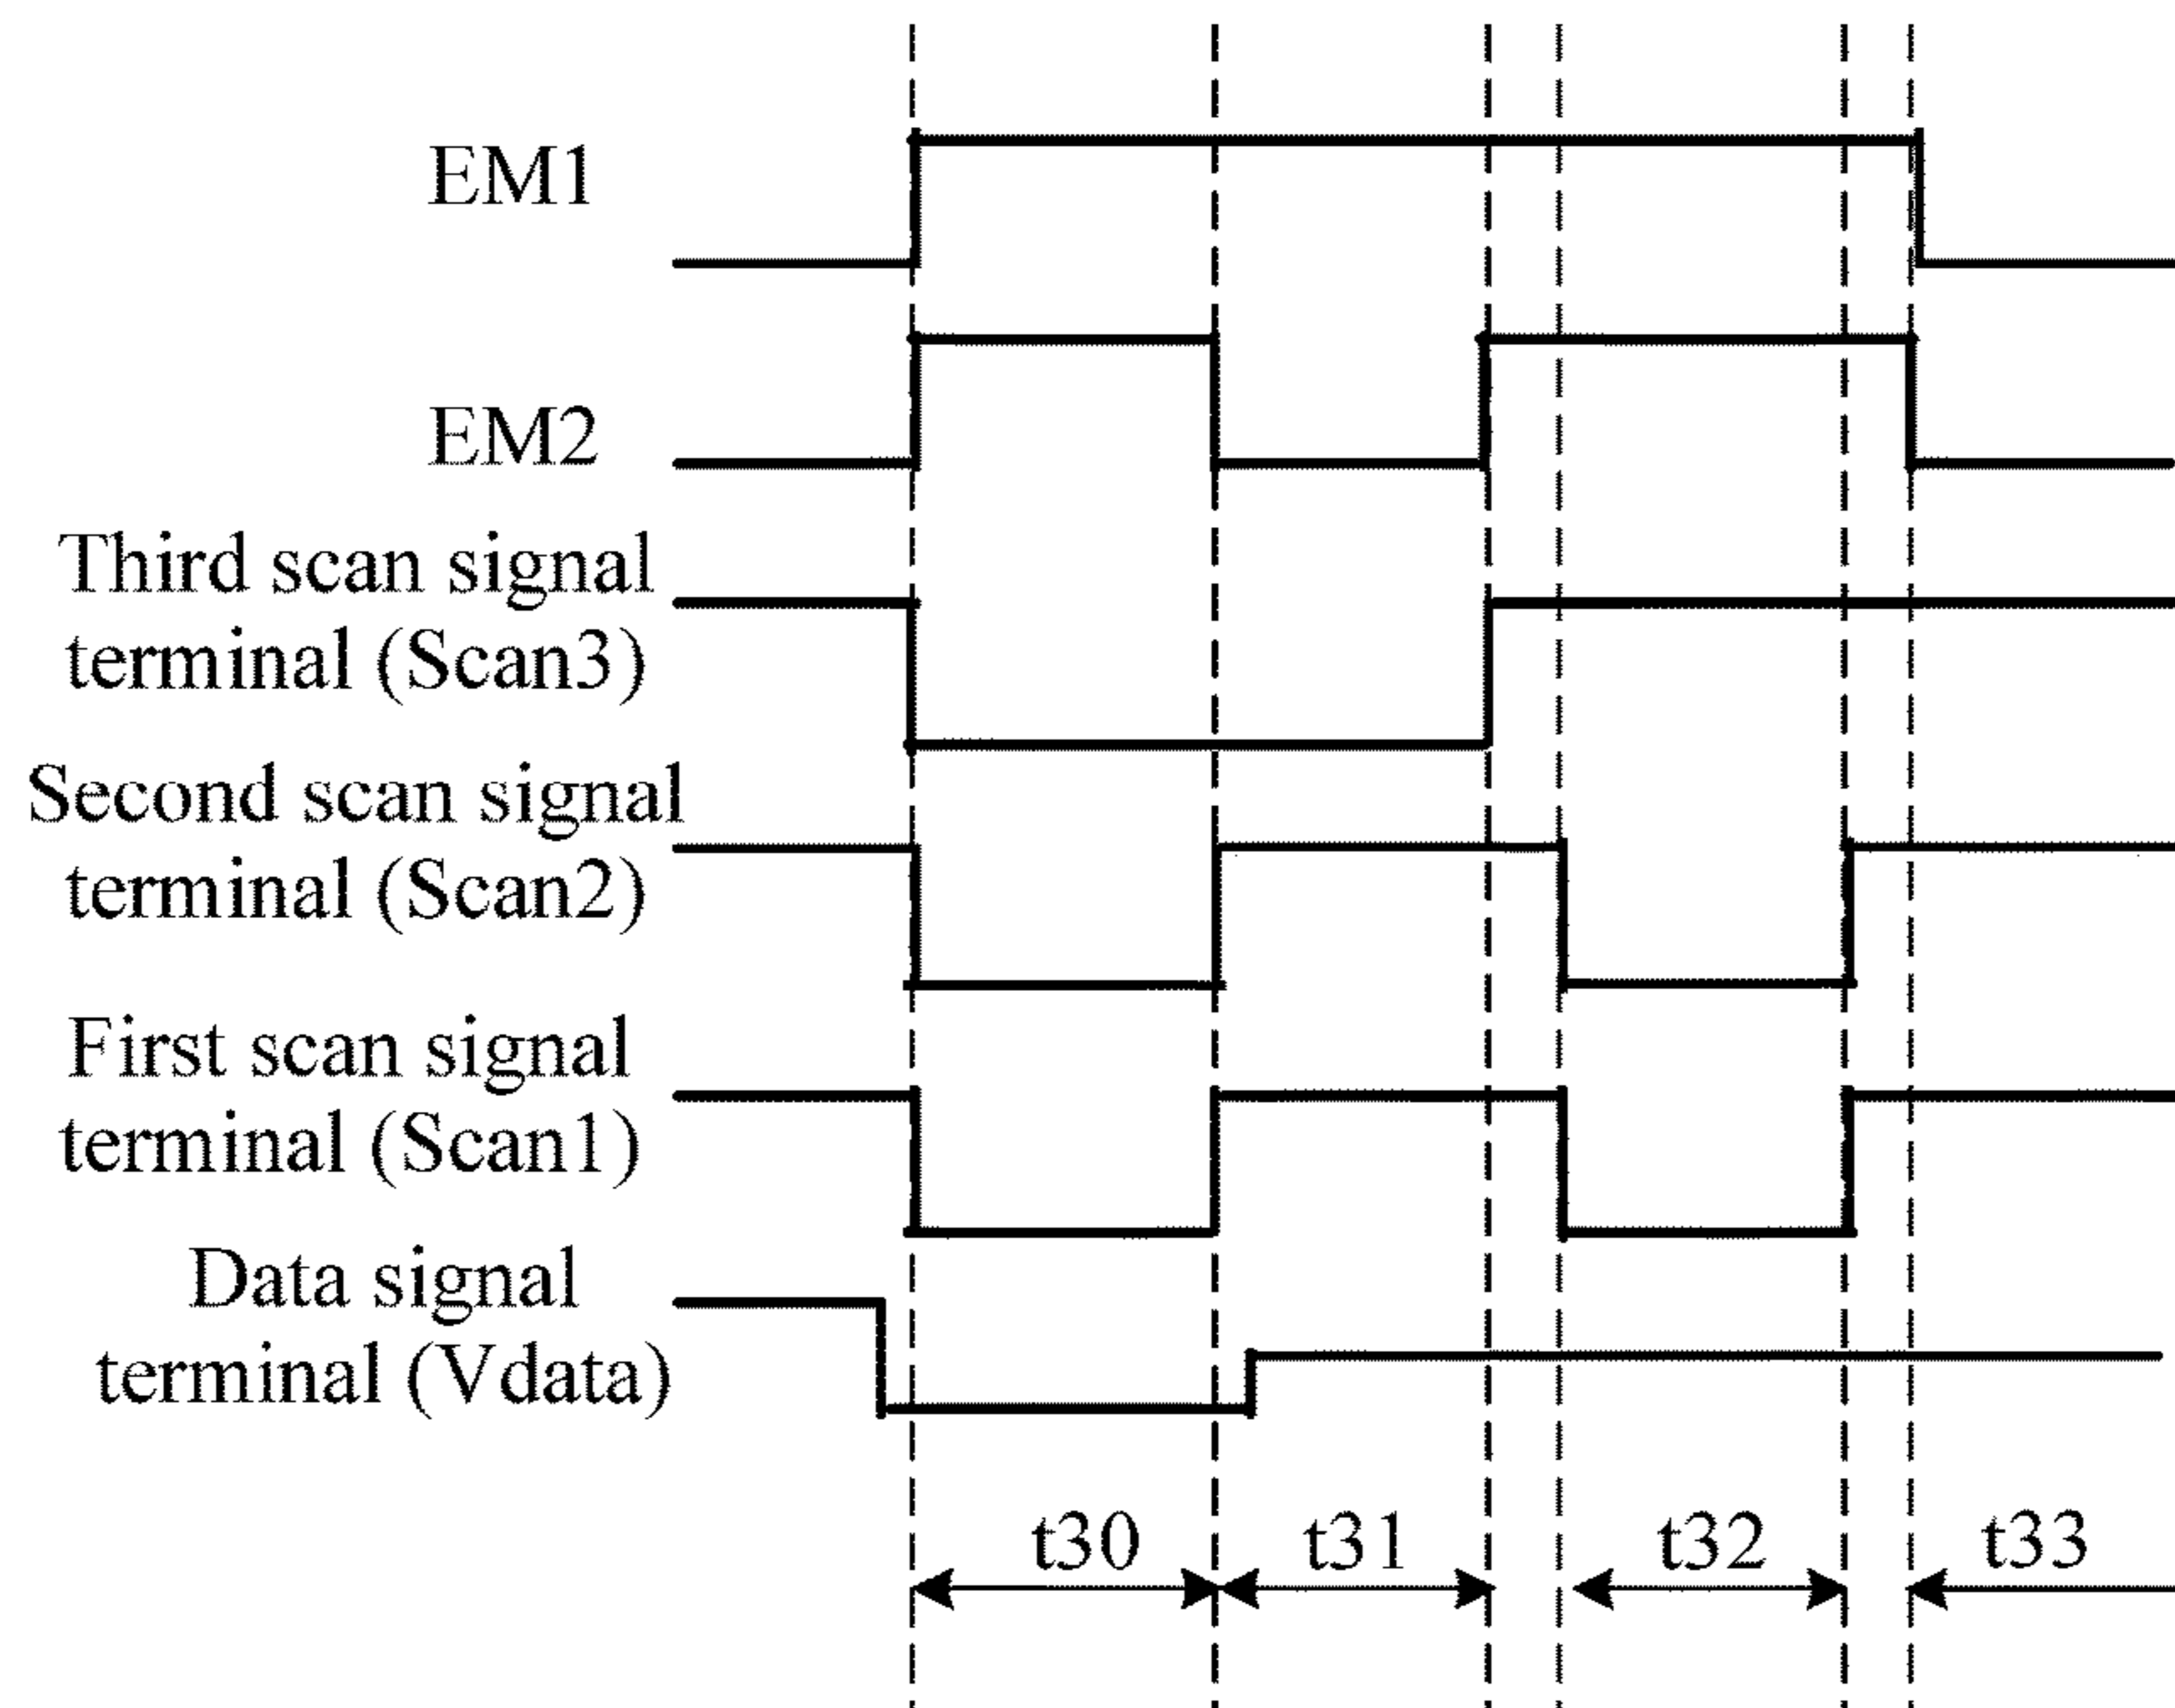 EM1
EM2
Third scan signal
terminal (Scan3)
Second scan signal
terminal (Scan2)
First scan signal
terminal (Scan1)
Data signal
terminal (Vdata)
t30 t31 t32 t33